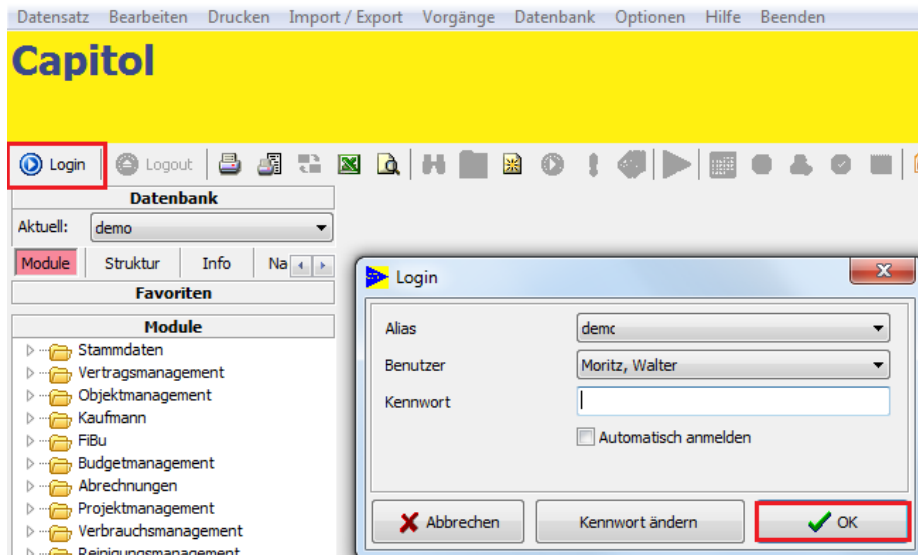 Datensatz Bearbeiten Drucken Import / Export Vorgänge Datenbank Optionen Hilfe Beenden
Capitol
Login Logout
Datenbank
Aktuell: demo
Module Struktur Info Na
Favoriten
Module
Stammdaten
Vertragsmanagement
Objektmanagement
Kaufmann
FiBu
Budgetmanagement
Abrechnungen
Projektmanagement
Verbrauchsmanagement
Reinigungsmanagement
Login
Alias demo
Benutzer Moritz, Walter
Kennwort
Automatisch anmelden
Abbrechen Kennwort ändern OK